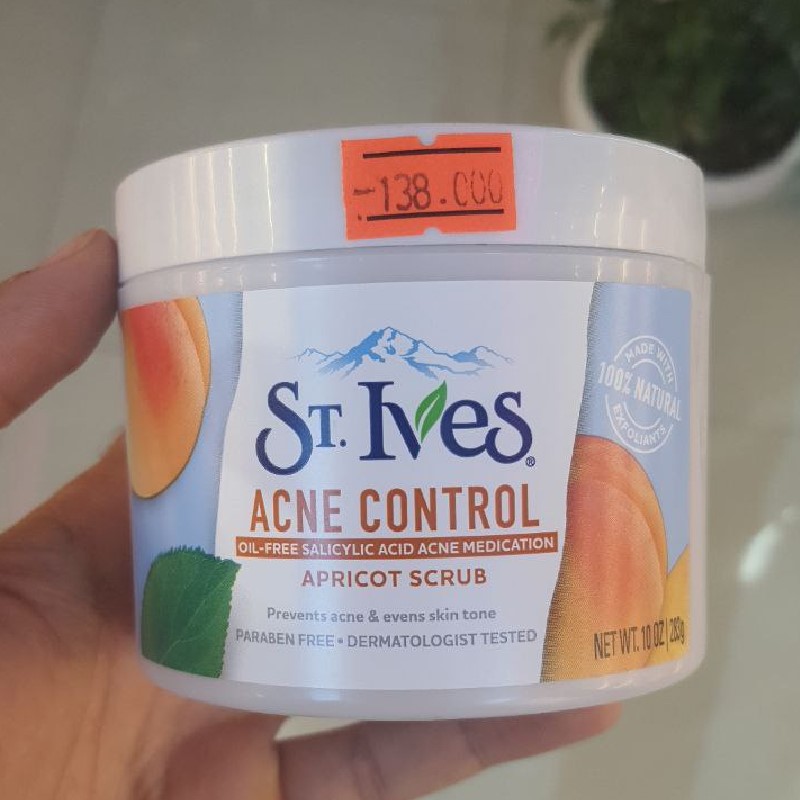 -138.000
ST. IVES®
ACNE CONTROL
OIL-FREE SALICYLIC ACID ACNE MEDICATION
APRICOT SCRUB
Prevents acne & evens skin tone
PARABEN FREE • DERMATOLOGIST TESTED
MADE WITH
100% NATURAL
EXFOLIANTS
NET WT. 10 OZ | 283g